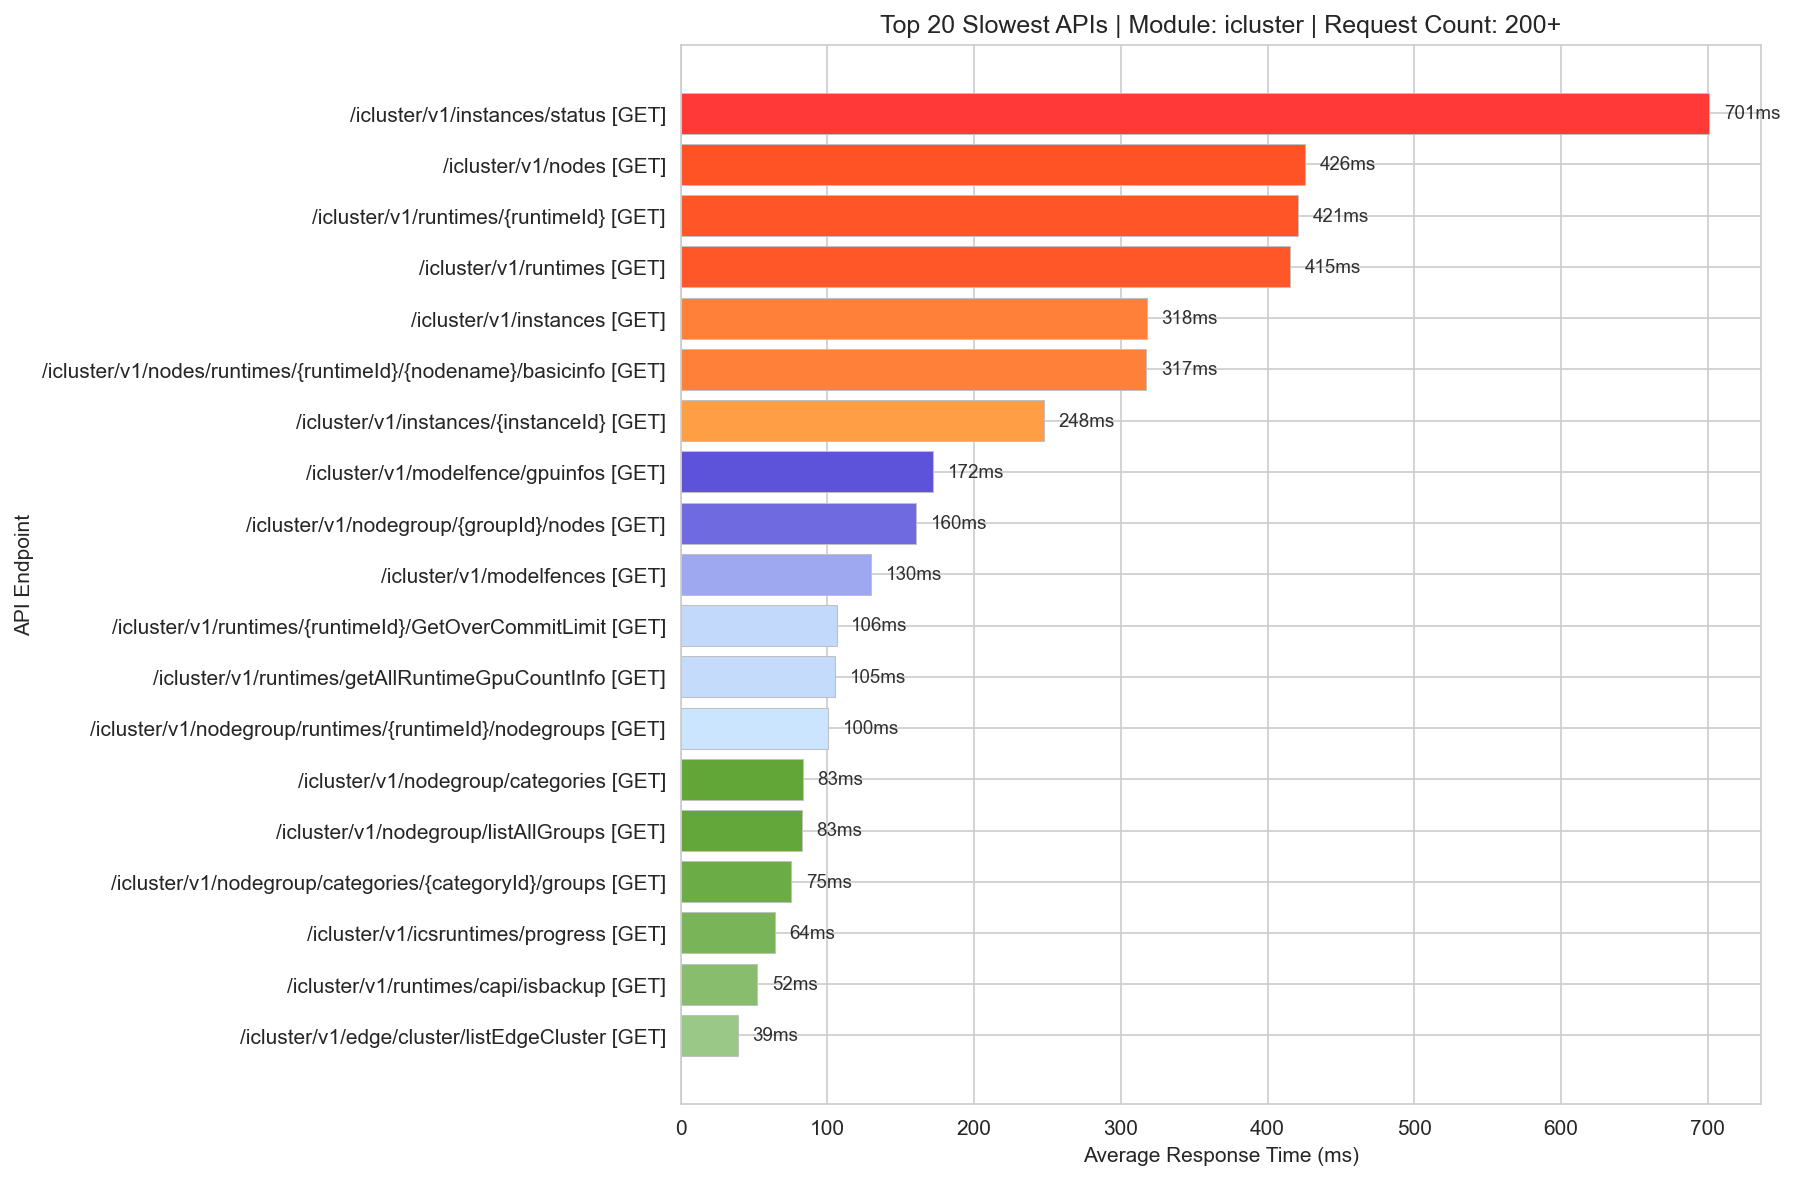 Top 20 Slowest APIs | Module: icluster | Request Count: 200+
API Endpoint
/icluster/v1/instances/status [GET] 701ms
/icluster/v1/nodes [GET] 426ms
/icluster/v1/runtimes/{runtimeId} [GET] 421ms
/icluster/v1/runtimes [GET] 415ms
/icluster/v1/instances [GET] 318ms
/icluster/v1/nodes/runtimes/{runtimeId}/{nodename}/basicinfo [GET] 317ms
/icluster/v1/instances/{instanceId} [GET] 248ms
/icluster/v1/modelfence/gpuinfos [GET] 172ms
/icluster/v1/nodegroup/{groupId}/nodes [GET] 160ms
/icluster/v1/modelfences [GET] 130ms
/icluster/v1/runtimes/{runtimeId}/GetOverCommitLimit [GET] 106ms
/icluster/v1/runtimes/getAllRuntimeGpuCountInfo [GET] 105ms
/icluster/v1/nodegroup/runtimes/{runtimeId}/nodegroups [GET] 100ms
/icluster/v1/nodegroup/categories [GET] 83ms
/icluster/v1/nodegroup/listAllGroups [GET] 83ms
/icluster/v1/nodegroup/categories/{categoryId}/groups [GET] 75ms
/icluster/v1/icsruntimes/progress [GET] 64ms
/icluster/v1/runtimes/capi/isbackup [GET] 52ms
/icluster/v1/edge/cluster/listEdgeCluster [GET] 39ms
0 100 200 300 400 500 600 700
Average Response Time (ms)